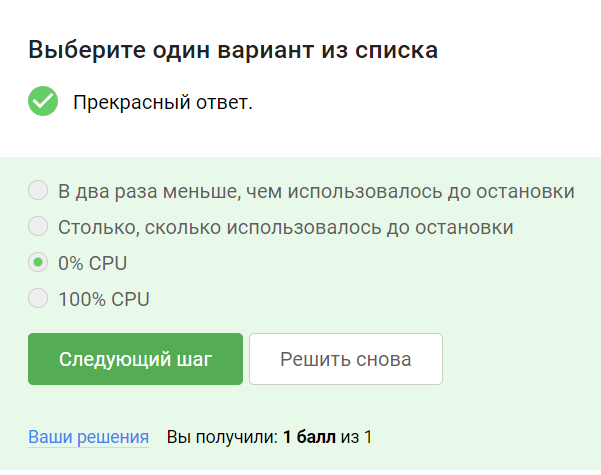 Выберите один вариант из списка
Прекрасный ответ.
В два раза меньше, чем использовалось до остановки
Столько, сколько использовалось до остановки
0% CPU
100% CPU
Следующий шаг
Решить снова
Ваши решения Вы получили: 1 балл из 1